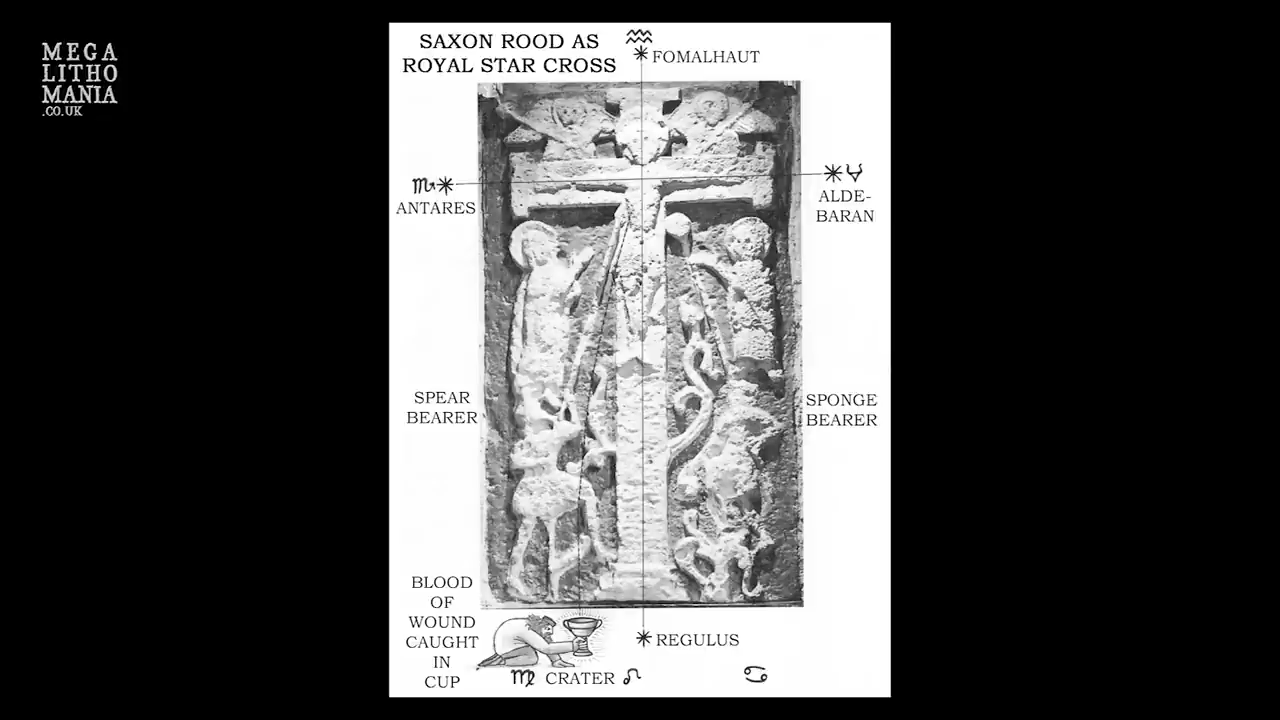 MEGA
LITHO
MANIA
.CO.UK
SAXON ROOD AS
ROYAL STAR CROSS
♒
FOMALHAUT
♏
ANTARES
♉
ALDE-
BARAN
SPEAR
BEARER
SPONGE
BEARER
BLOOD
OF
WOUND
CAUGHT
IN
CUP
REGULUS
♍ CRATER ♌ ♋